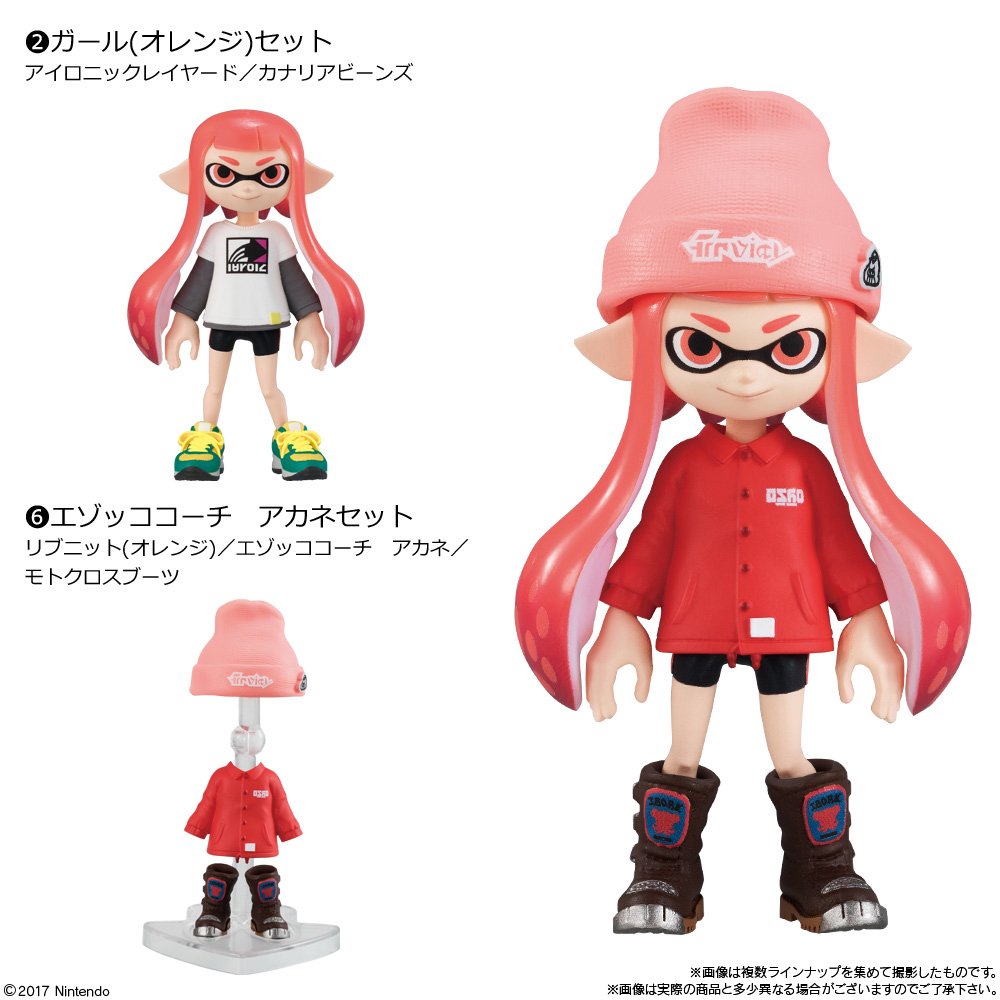 ❷ガール(オレンジ)セット
アイロニックレイヤード／カナリアビーンズ
❻エゾッココーチ　アカネセット
リブニット(オレンジ)／エゾッココーチ　アカネ／
モトクロスブーツ
©2017 Nintendo
※画像は複数ラインナップを集めて撮影したものです。
※画像は実際の商品と多少異なる場合がございますのでご了承下さい。